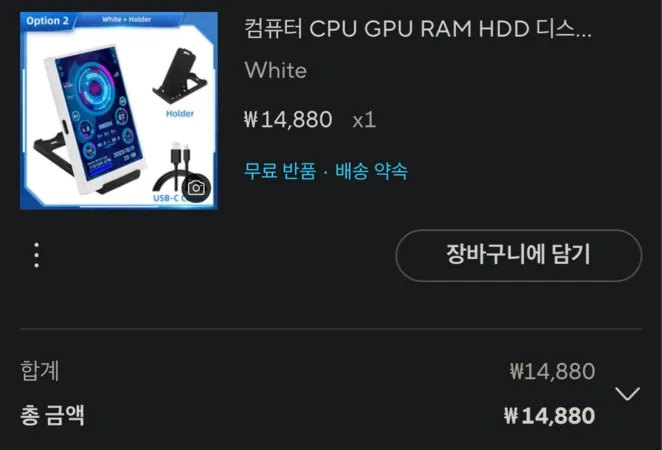 Option 2 White + Holder
Holder
USB-C
컴퓨터 CPU GPU RAM HDD 디스...
White
₩14,880 x1
무료 반품 · 배송 약속
장바구니에 담기
합계 ₩14,880
총 금액 ₩14,880